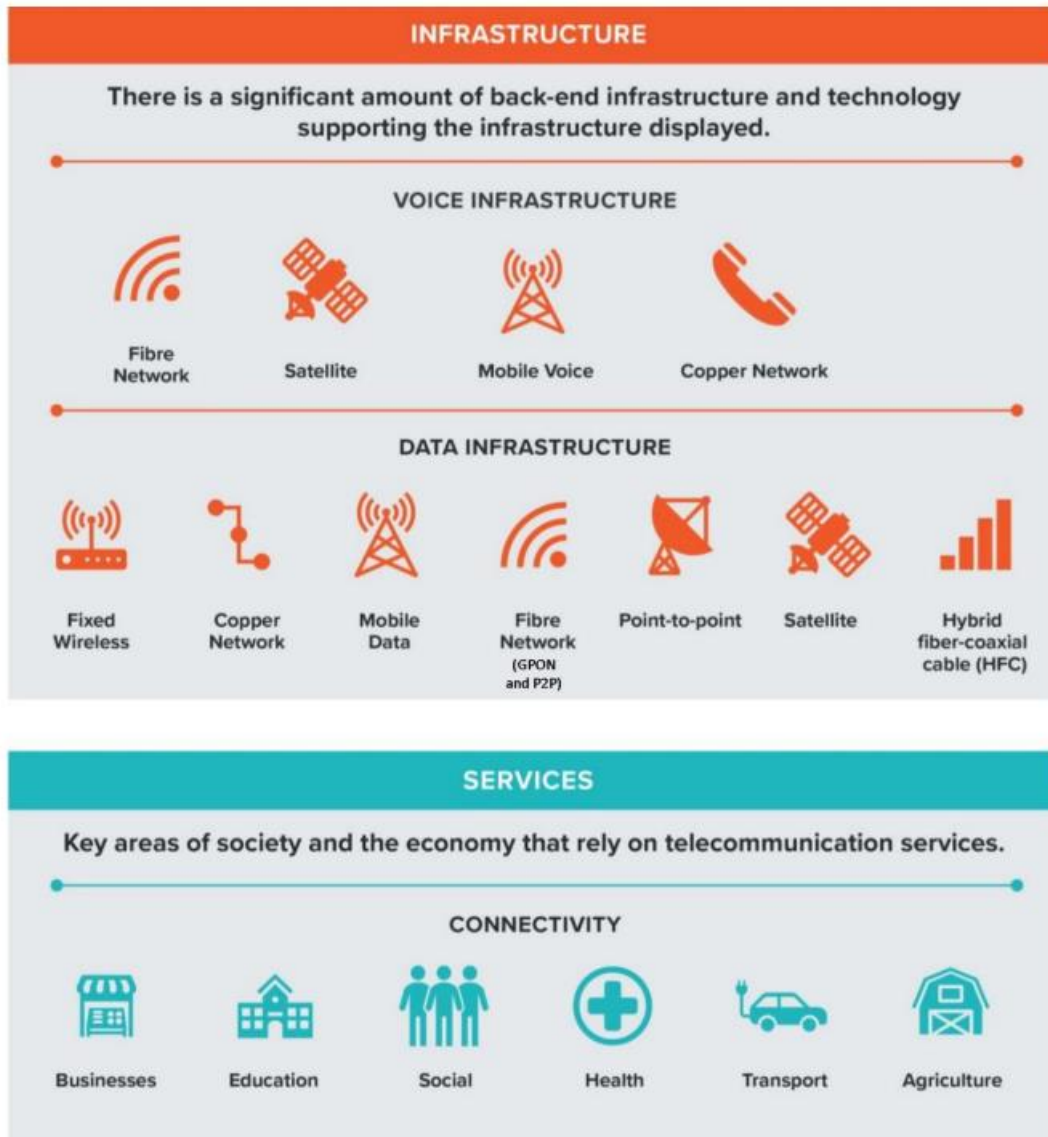 INFRASTRUCTURE
There is a significant amount of back-end infrastructure and technology
supporting the infrastructure displayed.
VOICE INFRASTRUCTURE
Fibre
Network
Satellite
Mobile Voice
Copper Network
DATA INFRASTRUCTURE
Fixed
Wireless
Copper
Network
Mobile
Data
Fibre
Network
(GPON
and P2P)
Point-to-point
Satellite
Hybrid
fiber-coaxial
cable (HFC)
SERVICES
Key areas of society and the economy that rely on telecommunication services.
CONNECTIVITY
Businesses
Education
Social
Health
Transport
Agriculture